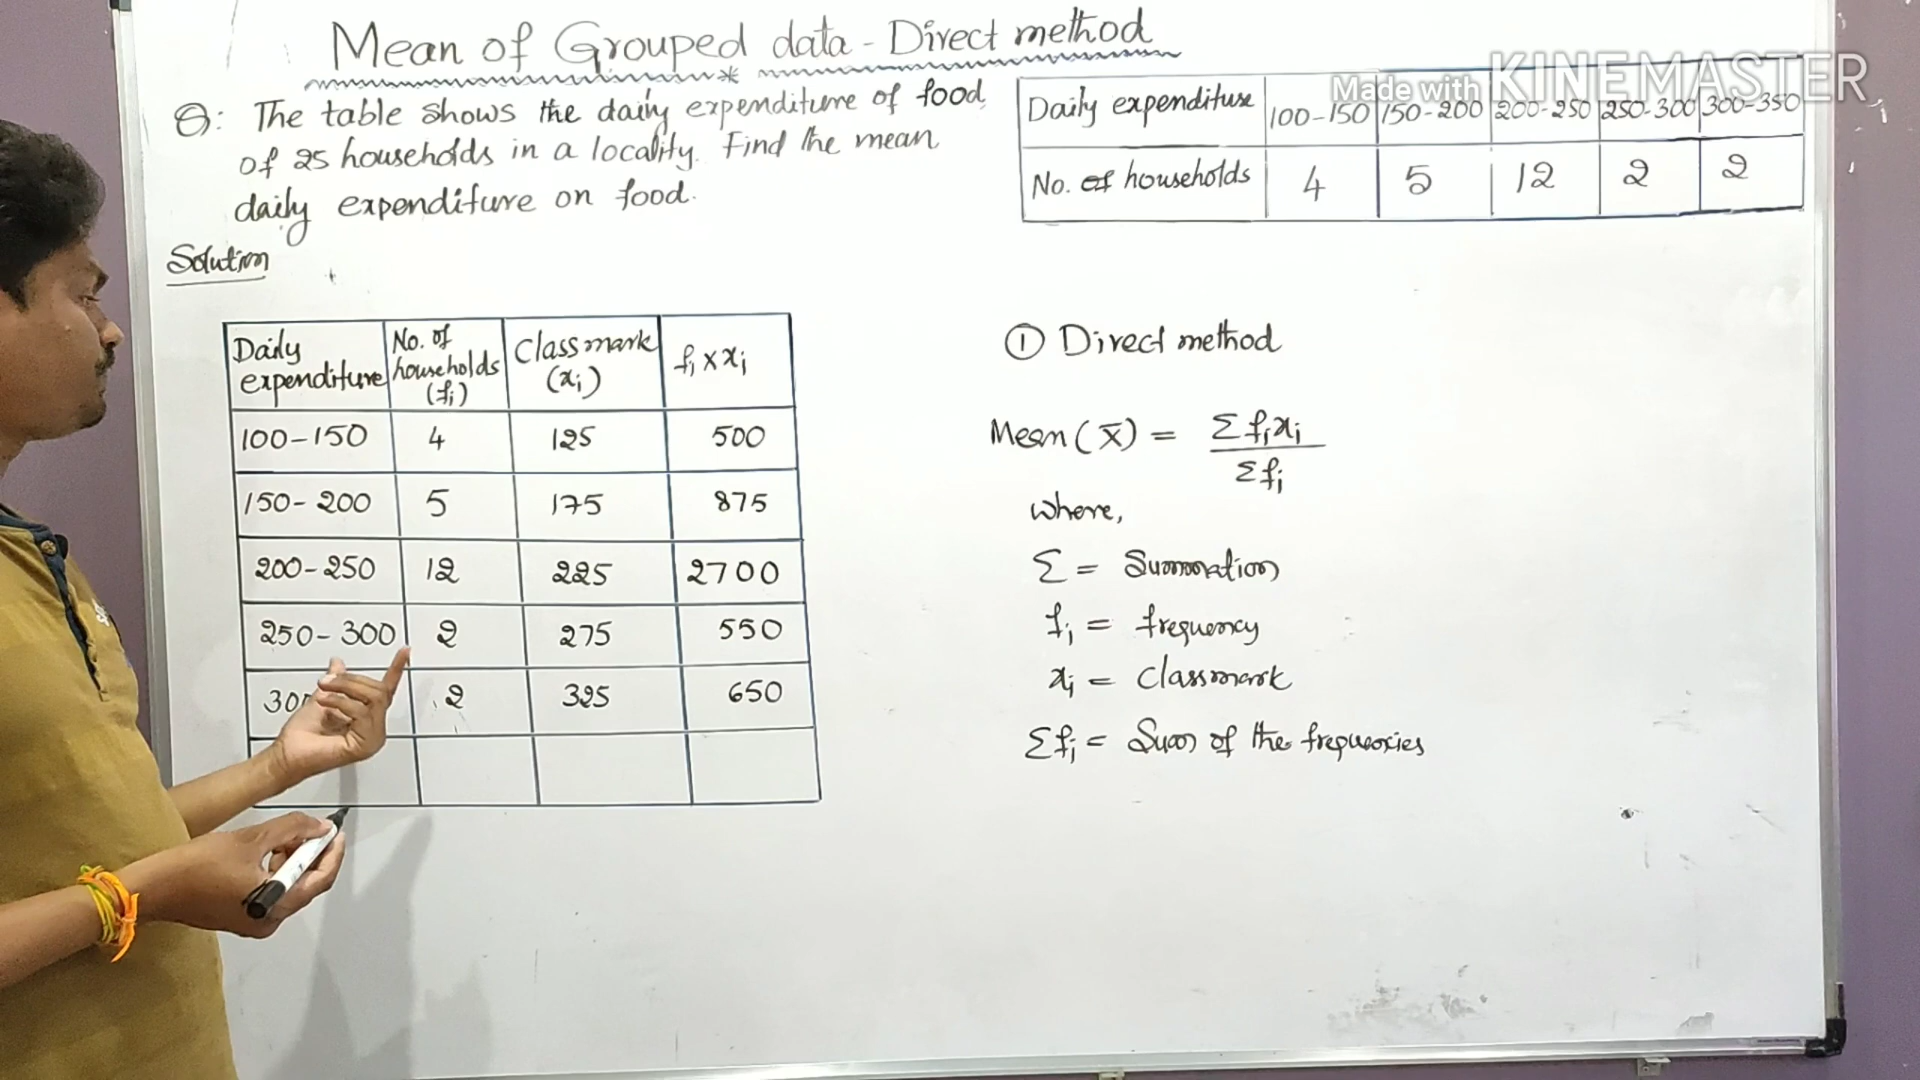 Mean of Grouped data - Direct method
Q: The table shows the daily expenditure of food
of 25 households in a locality. Find the mean
daily expenditure on food.
Made with KINEMASTER
Daily expenditure 100-150 150-200 200-250 250-300 300-350
No. of households 4 5 12 2 2
Solution
Daily expenditure No. of households (fi) Class mark (xi) fi × xi
100-150 4 125 500
150-200 5 175 875
200-250 12 225 2700
250-300 2 275 550
30 2 325 650
① Direct method
Mean (x̄) = Σfixi / Σfi
where,
Σ = Summation
fi = frequency
xi = Classmark
Σfi = Sum of the frequencies